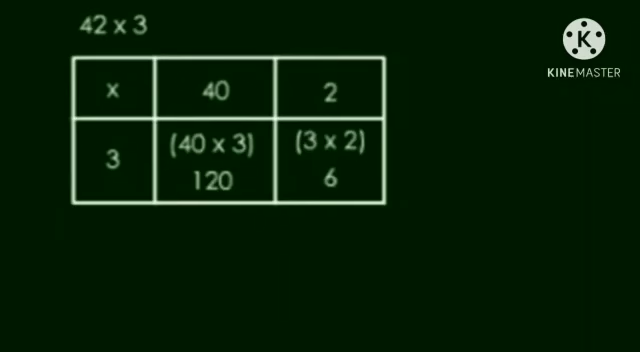 42 x 3
K
KINEMASTER
x 40 2
3 (40 x 3) (3 x 2)
120 6